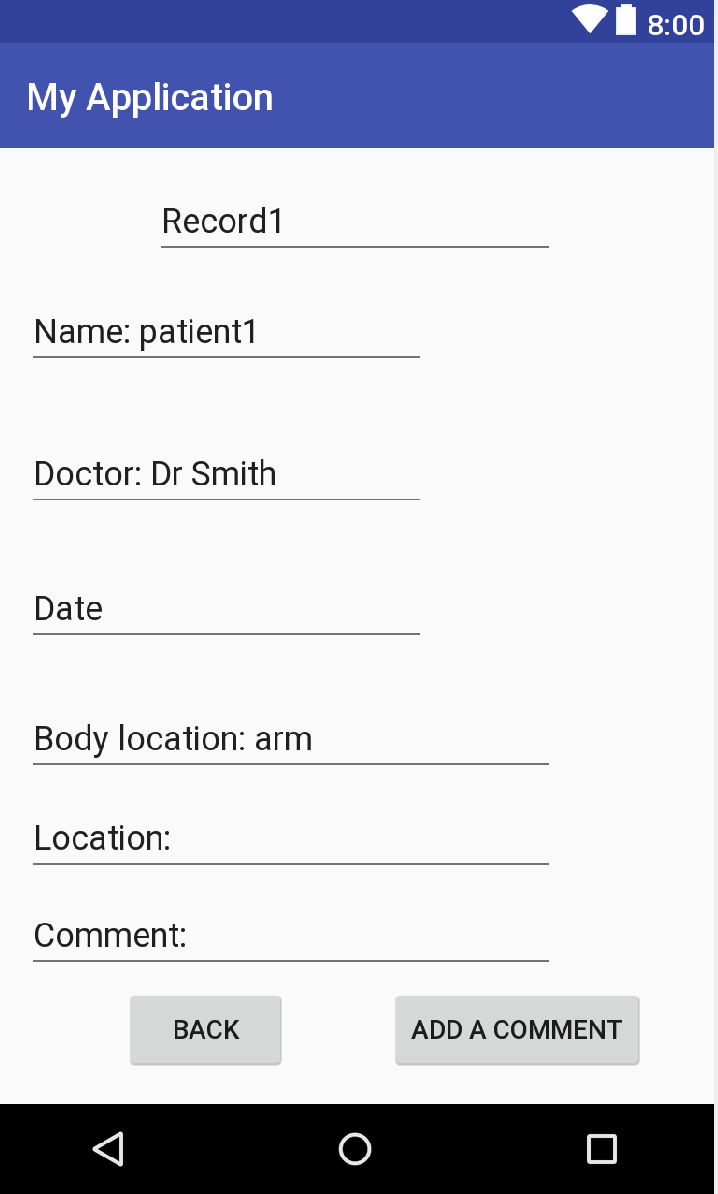 8:00
My Application
Record1
Name: patient1
Doctor: Dr Smith
Date
Body location: arm
Location:
Comment:
BACK
ADD A COMMENT